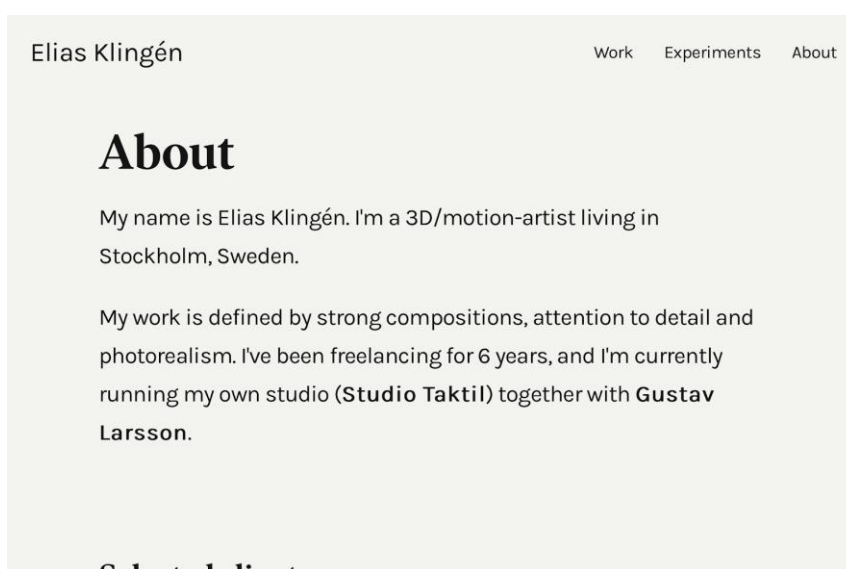 Elias Klingén
Work Experiments About
About
My name is Elias Klingén. I'm a 3D/motion-artist living in
Stockholm, Sweden.
My work is defined by strong compositions, attention to detail and
photorealism. I've been freelancing for 6 years, and I'm currently
running my own studio (Studio Taktil) together with Gustav
Larsson.